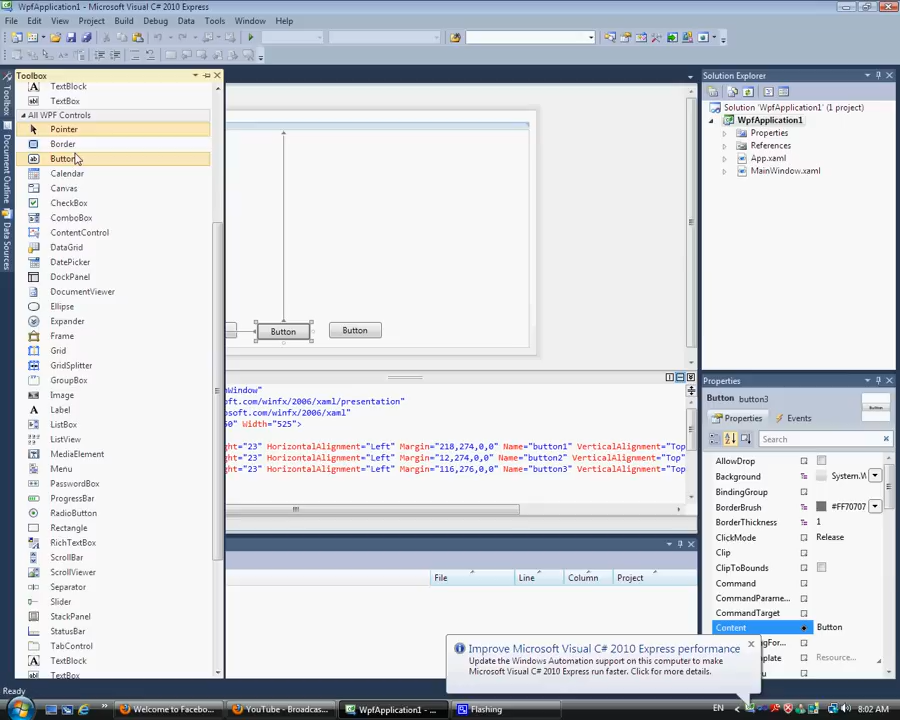 WpfApplication1 - Microsoft Visual C# 2010 Express
File Edit View Project Build Debug Data Tools Window Help
Toolbox
TextBlock
TextBox
All WPF Controls
Pointer
Border
Button
Calendar
Canvas
CheckBox
ComboBox
ContentControl
DataGrid
DatePicker
DockPanel
DocumentViewer
Ellipse
Expander
Frame
Grid
GridSplitter
GroupBox
Image
Label
ListBox
ListView
MediaElement
Menu
PasswordBox
ProgressBar
RadioButton
Rectangle
RichTextBox
ScrollBar
ScrollViewer
Separator
Slider
StackPanel
StatusBar
TabControl
TextBlock
TextBox
Toolbox
Document Outline
Data Sources
Button
Button
nWindow"
soft.com/winfx/2006/xaml/presentation"
osoft.com/winfx/2006/xaml"
50" Width="525">
ght="23" HorizontalAlignment="Left" Margin="218,274,0,0" Name="button1" VerticalAlignment="Top
ght="23" HorizontalAlignment="Left" Margin="12,274,0,0" Name="button2" VerticalAlignment="Top"
ght="23" HorizontalAlignment="Left" Margin="116,276,0,0" Name="button3" VerticalAlignment="Top
File Line Column Project
Solution Explorer
Solution 'WpfApplication1' (1 project)
WpfApplication1
Properties
References
App.xaml
MainWindow.xaml
Properties
Button button3
Button
Properties Events
Search
AllowDrop
Background System.W
BindingGroup
BorderBrush #FF70707
BorderThickness 1
ClickMode Release
Clip
ClipToBounds
Command
CommandParame...
CommandTarget
Content Button
Resource...
Improve Microsoft Visual C# 2010 Express performance
Update the Windows Automation support on this computer to make
Microsoft Visual C# 2010 Express run faster. Click for more details.
Ready
Welcome to Facebo...
YouTube - Broadcas...
WpfApplication1 - ...
Flashing
EN
8:02 AM